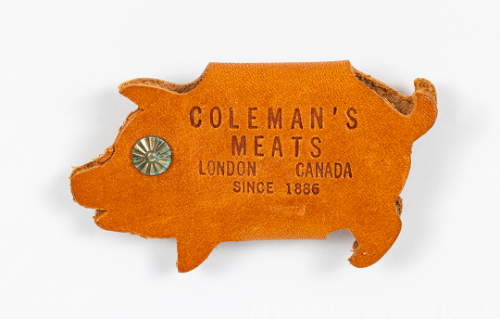 COLEMAN'S
MEATS
LONDON CANADA
SINCE 1886